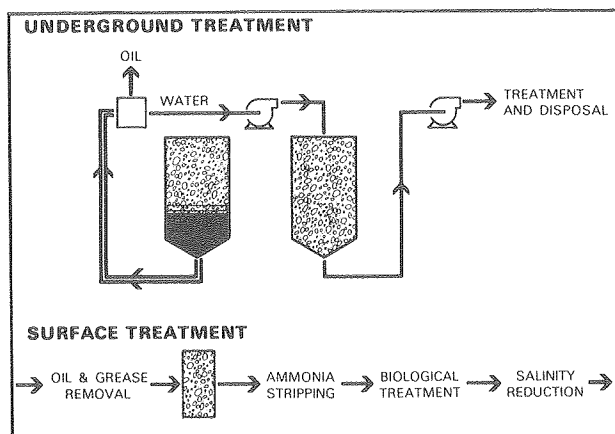 UNDERGROUND TREATMENT
OIL
WATER
TREATMENT
AND DISPOSAL
SURFACE TREATMENT
OIL & GREASE
REMOVAL
AMMONIA
STRIPPING
BIOLOGICAL
TREATMENT
SALINITY
REDUCTION